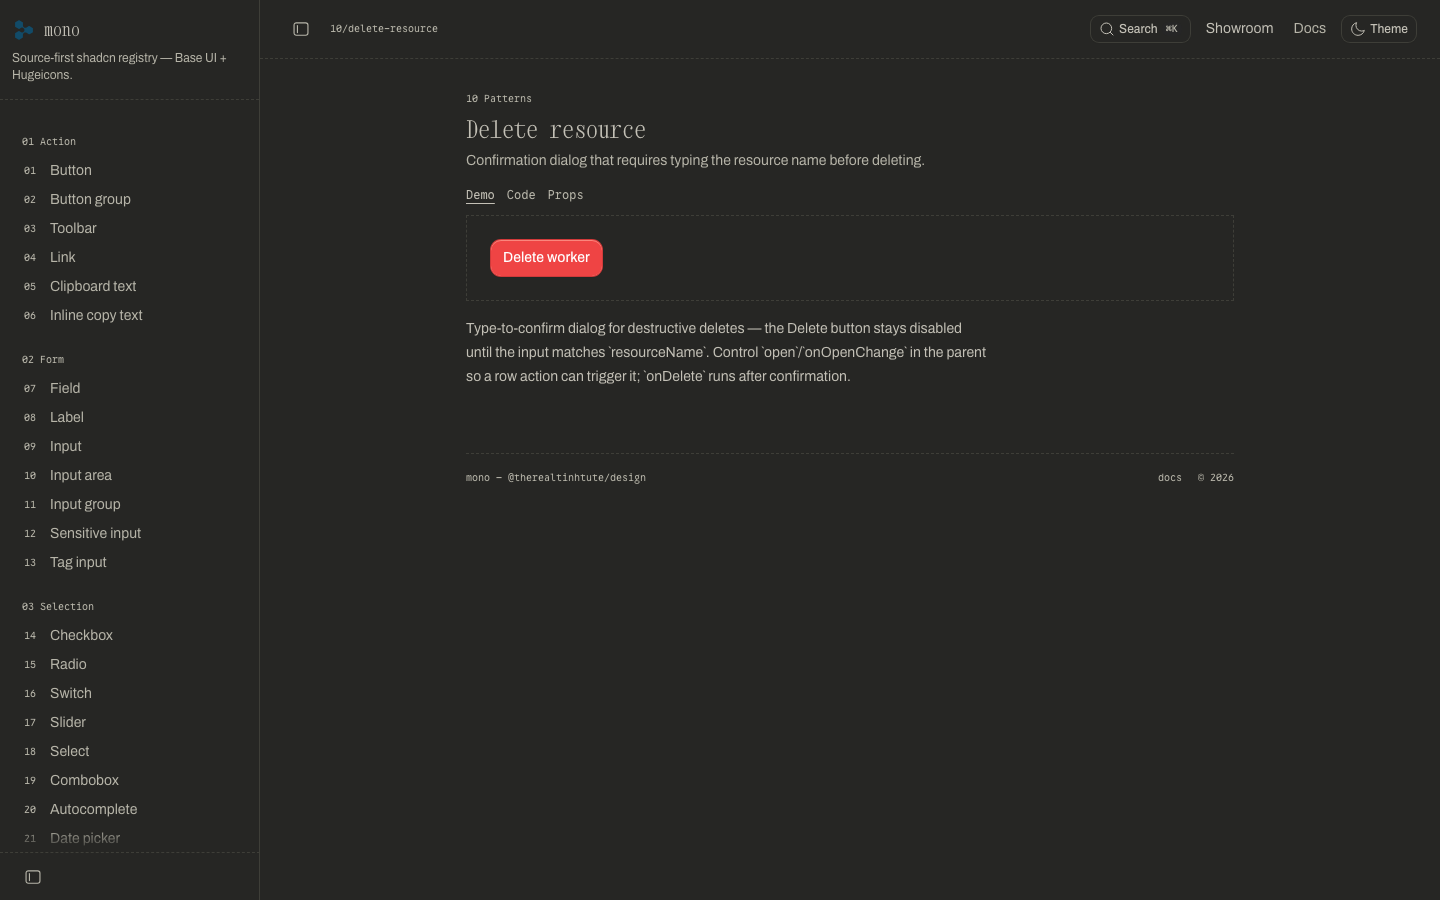 mono
Source-first shadcn registry — Base UI +
Hugeicons.
01 Action
01 Button
02 Button group
03 Toolbar
04 Link
05 Clipboard text
06 Inline copy text
02 Form
07 Field
08 Label
09 Input
10 Input area
11 Input group
12 Sensitive input
13 Tag input
03 Selection
14 Checkbox
15 Radio
16 Switch
17 Slider
18 Select
19 Combobox
20 Autocomplete
21 Date picker
10/delete-resource
Search ⌘K
Showroom
Docs
Theme
10 Patterns
Delete resource
Confirmation dialog that requires typing the resource name before deleting.
Demo Code Props
Delete worker
Type-to-confirm dialog for destructive deletes — the Delete button stays disabled
until the input matches `resourceName`. Control `open`/`onOpenChange` in the parent
so a row action can trigger it; `onDelete` runs after confirmation.
mono — @therealtinhtute/design
docs © 2026